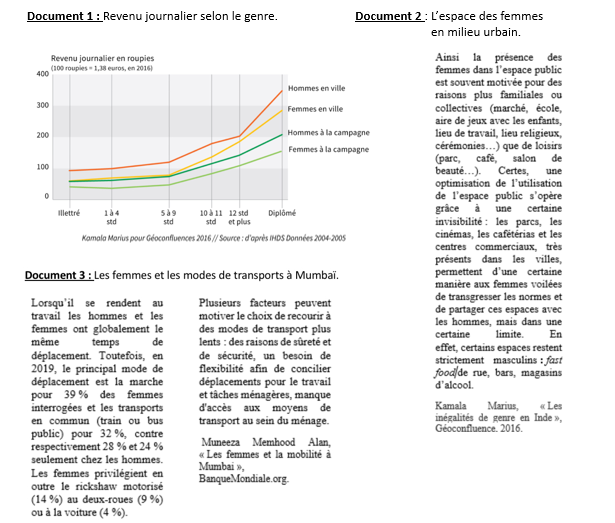 Document 1 : Revenu journalier selon le genre.
Revenu journalier en roupies
(100 roupies = 1,38 euros, en 2016)
400
300
200
100
0
Hommes en ville
Femmes en ville
Hommes à la campagne
Femmes à la campagne
Illettré
1 à 4
std
5 à 9
std
10 à 11
std
12 std
et plus
Diplômé
Kamala Marius pour Géoconfluences 2016 // Source : d'après IHDS Données 2004-2005
Document 2 : L'espace des femmes
en milieu urbain.
Ainsi la présence des
femmes dans l'espace public
est souvent motivée pour des
raisons plus familiales ou
collectives (marché, école,
aire de jeux avec les enfants,
lieu de travail, lieu religieux,
cérémonies…) que de loisirs
(parc, café, salon de
beauté…). Certes, une
optimisation de l'utilisation
de l'espace public s'opère
grâce à une certaine
invisibilité : les parcs, les
cinémas, les cafétérias et les
centres commerciaux, très
présents dans les villes,
permettent d'une certaine
manière aux femmes voilées
de transgresser les normes et
de partager ces espaces avec
les hommes, mais dans une
certaine limite. En
effet, certains espaces restent
strictement masculins : fast
food/de rue, bars, magasins
d'alcool.
Kamala Marius, « Les
inégalités de genre en Inde »,
Géoconfluence. 2016.
Document 3 : Les femmes et les modes de transports à Mumbaï.
Lorsqu'il se rendent au
travail les hommes et les
femmes ont globalement le
même temps de
déplacement. Toutefois, en
2019, le principal mode de
déplacement est la marche
pour 39 % des femmes
interrogées et les transports
en commun (train ou bus
public) pour 32 %, contre
respectivement 28 % et 24 %
seulement chez les hommes.
Les femmes privilégient en
outre le rickshaw motorisé
(14 %) au deux-roues (9 %)
ou à la voiture (4 %).
Plusieurs facteurs peuvent
motiver le choix de recourir à
des modes de transport plus
lents : des raisons de sûreté et
de sécurité, un besoin de
flexibilité afin de concilier
déplacements pour le travail
et tâches ménagères, manque
d'accès aux moyens de
transport au sein du ménage.
Muneeza Memhood Alan,
« Les femmes et la mobilité à
Mumbai »,
BanqueMondiale.org.